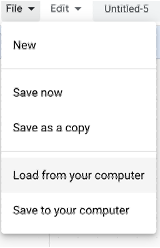 File Edit Untitled-5
New
Save now
Save as a copy
Load from your computer
Save to your computer